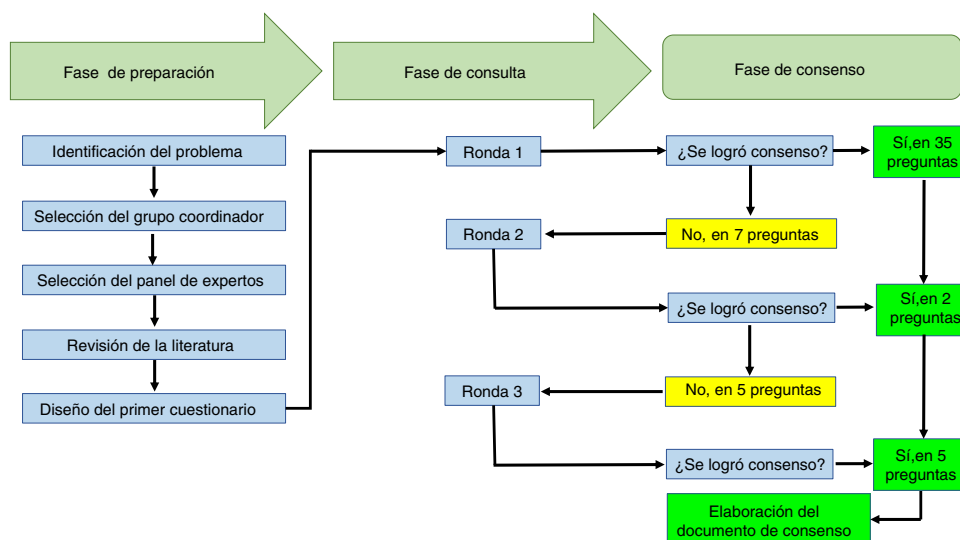 Fase de preparación
Fase de consulta
Fase de consenso
Identificación del problema
Selección del grupo coordinador
Selección del panel de expertos
Revisión de la literatura
Diseño del primer cuestionario
Ronda 1
¿Se logró consenso?
Sí,en 35
preguntas
No, en 7 preguntas
Ronda 2
¿Se logró consenso?
Sí,en 2
preguntas
No, en 5 preguntas
Ronda 3
¿Se logró consenso?
Sí,en 5
preguntas
Elaboración del
documento de consenso